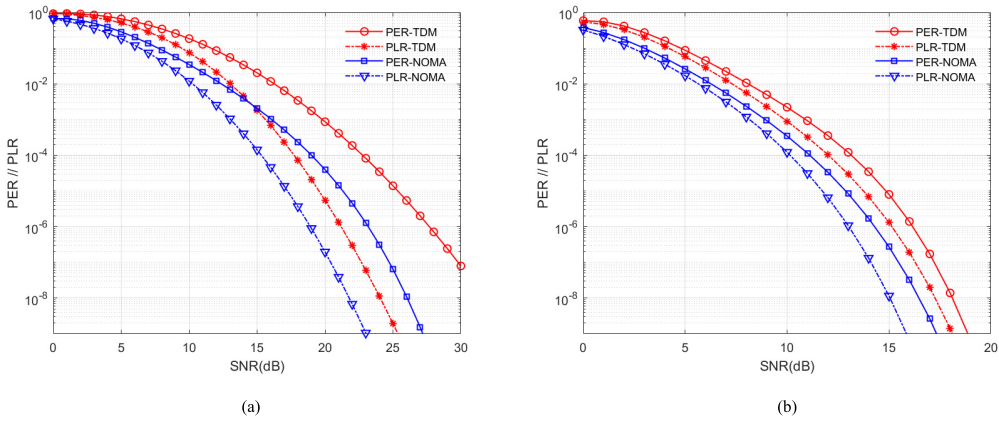 PER // PLR
10^0
10^-2
10^-4
10^-6
10^-8
0 5 10 15 20 25 30
SNR(dB)
PER-TDM
PLR-TDM
PER-NOMA
PLR-NOMA
(a)
PER // PLR
10^0
10^-2
10^-4
10^-6
10^-8
0 5 10 15 20
SNR(dB)
PER-TDM
PLR-TDM
PER-NOMA
PLR-NOMA
(b)